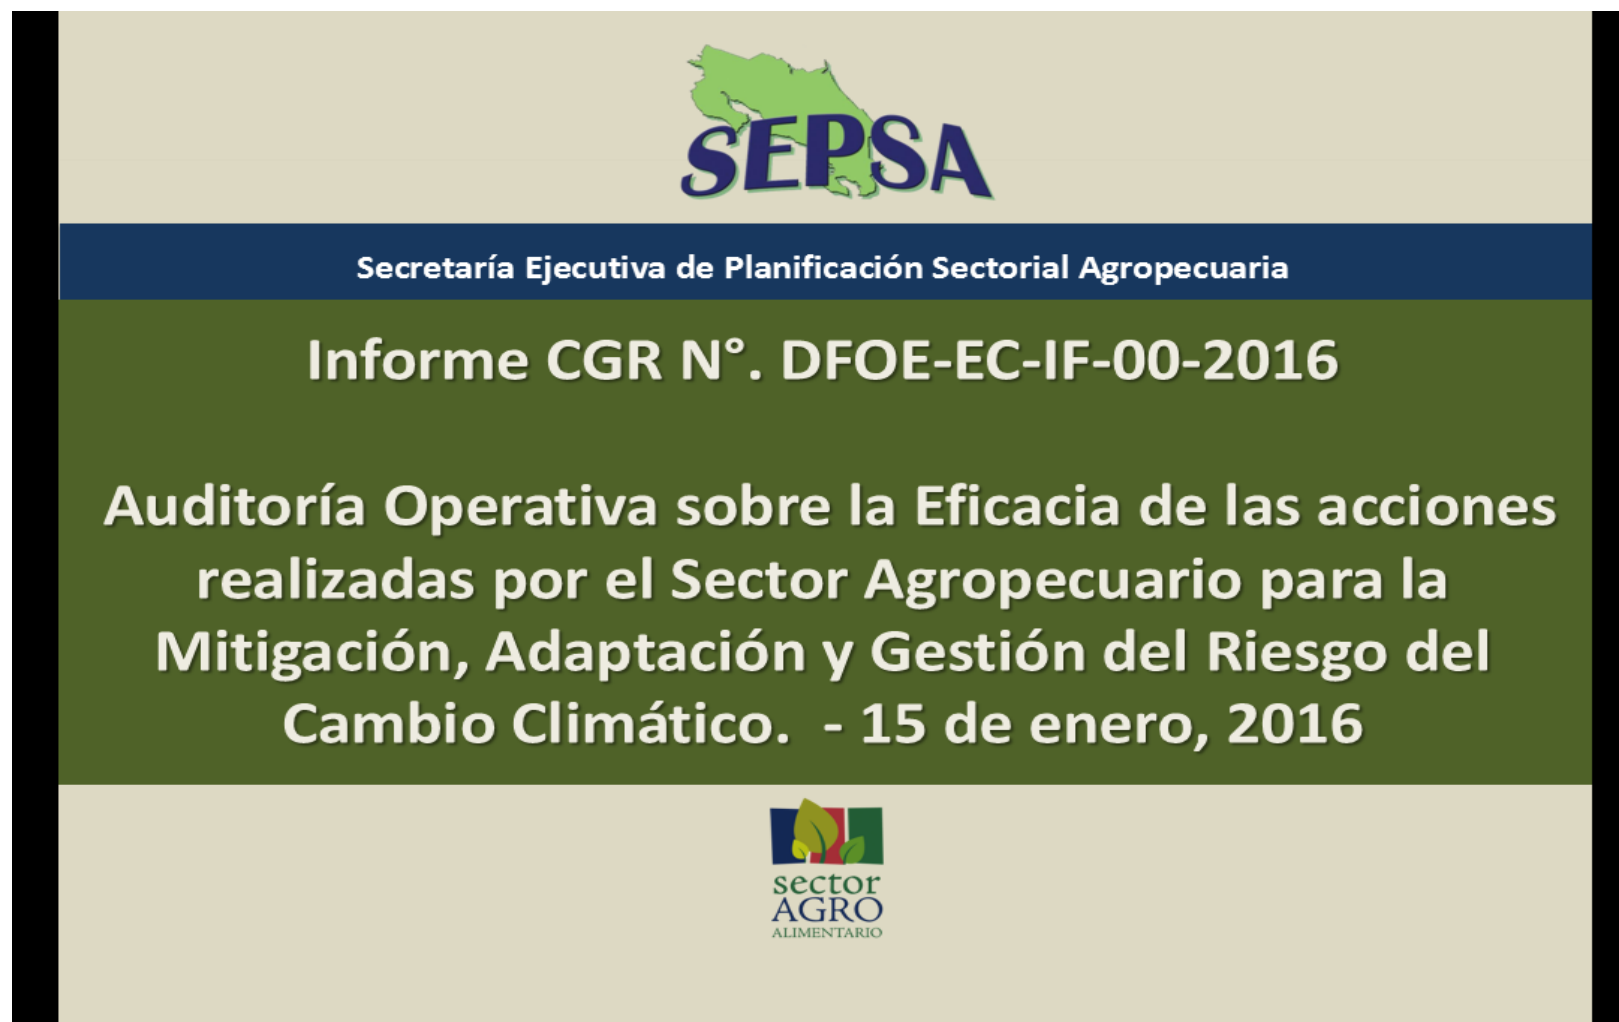 SEPSA
Secretaría Ejecutiva de Planificación Sectorial Agropecuaria
Informe CGR N°. DFOE-EC-IF-00-2016
Auditoría Operativa sobre la Eficacia de las acciones
realizadas por el Sector Agropecuario para la
Mitigación, Adaptación y Gestión del Riesgo del
Cambio Climático.  - 15 de enero, 2016
sector
AGRO
ALIMENTARIO